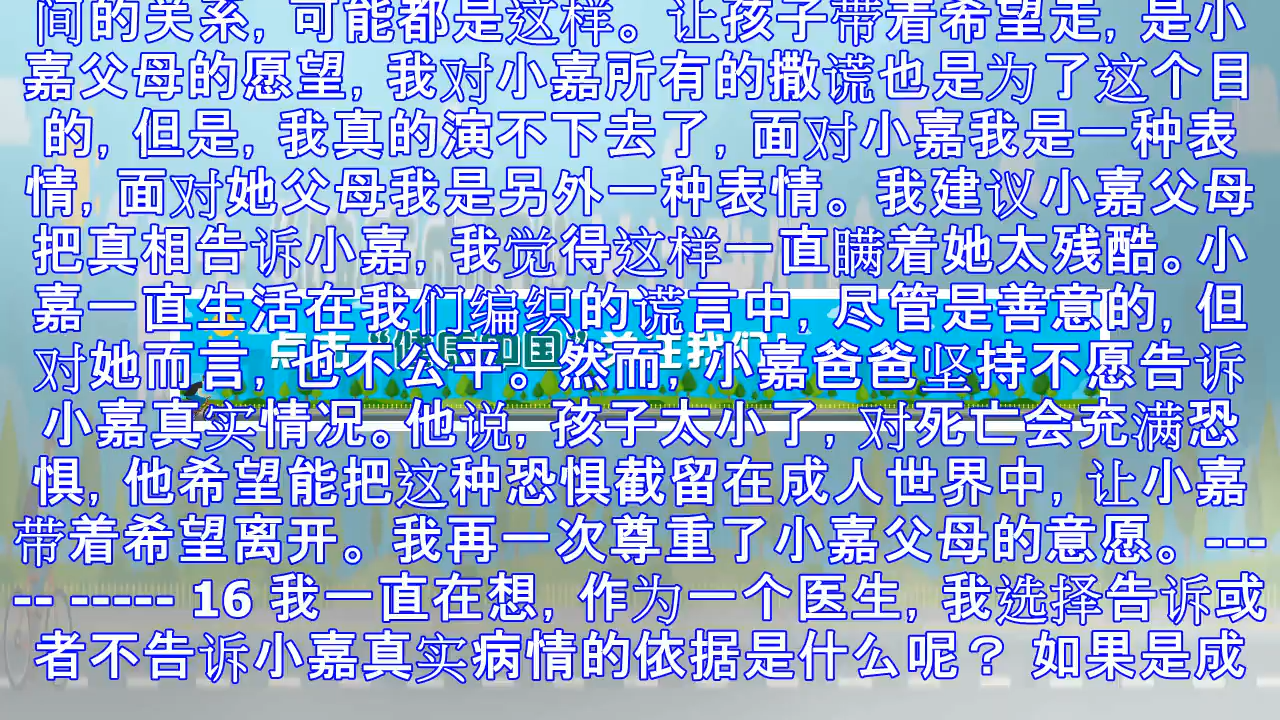 间的关系, 可能都是这样。让孩子带着希望走, 是小
嘉父母的愿望, 我对小嘉所有的撒谎也是为了这个目
的, 但是, 我真的演不下去了, 面对小嘉我是一种表
情, 面对她父母我是另外一种表情。我建议小嘉父母
把真相告诉小嘉, 我觉得这样一直瞒着她太残酷。小
嘉一直生活在我们编织的谎言中, 尽管是善意的, 但
点击“健康中国”关注我们
对她而言, 也不公平。然而, 小嘉爸爸坚持不愿告诉
小嘉真实情况。他说, 孩子太小了, 对死亡会充满恐
惧, 他希望能把这种恐惧截留在成人世界中, 让小嘉
带着希望离开。我再一次尊重了小嘉父母的意愿。---
-- ----- 16 我一直在想, 作为一个医生, 我选择告诉或
者不告诉小嘉真实病情的依据是什么呢？ 如果是成